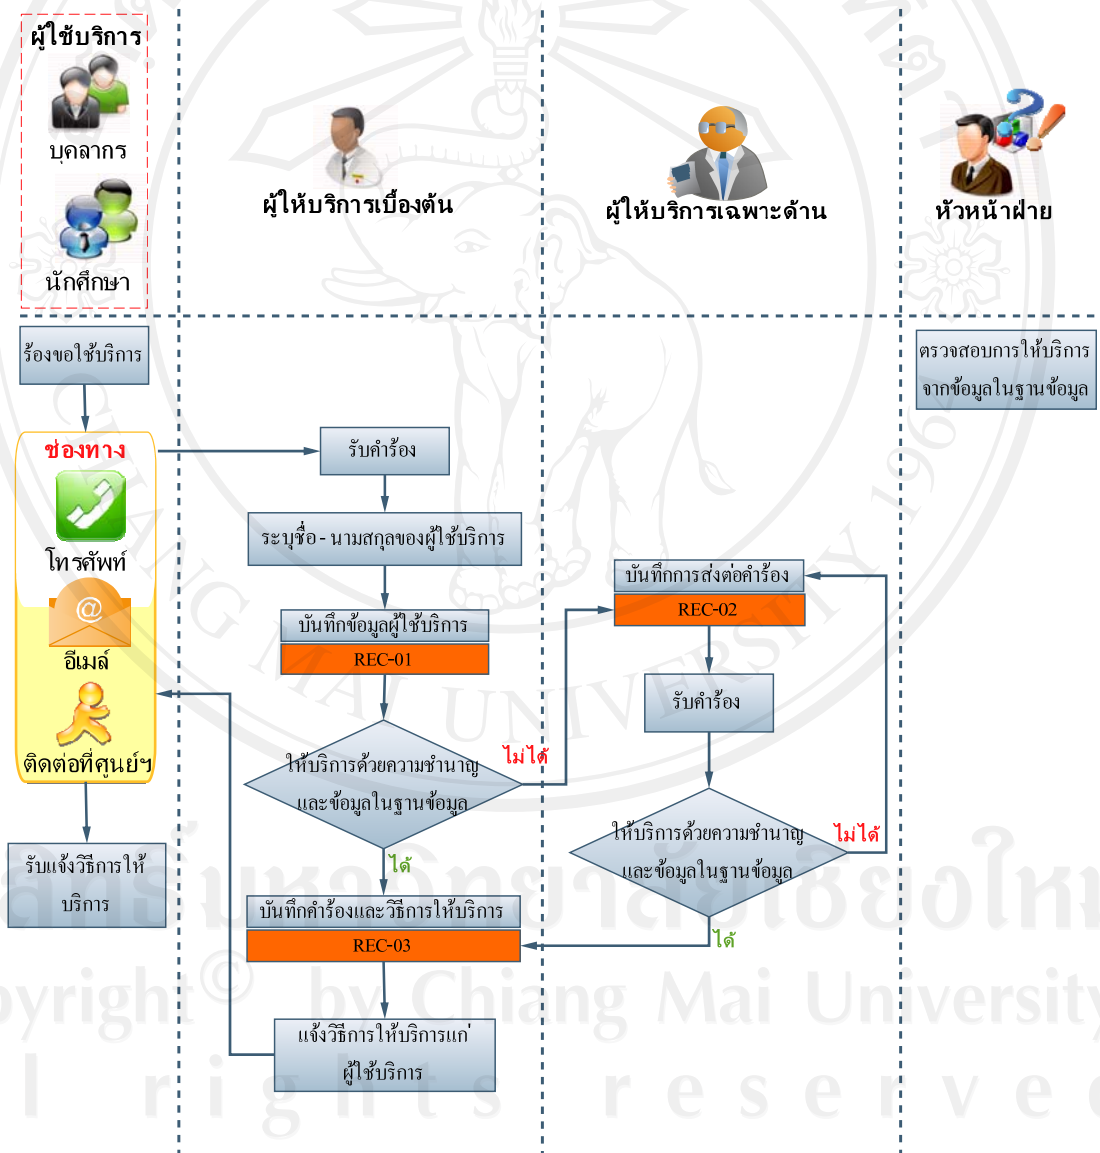 ผู้ใช้บริการ
บุคลากร
นักศึกษา
ผู้ให้บริการเบื้องต้น
ผู้ให้บริการเฉพาะด้าน
หัวหน้าฝ่าย
ร้องขอใช้บริการ
ช่องทาง
โทรศัพท์
@
อีเมล์
ติดต่อที่ศูนย์ฯ
รับแจ้งวิธีการให้
บริการ
รับคำร้อง
ระบุชื่อ - นามสกุลของผู้ใช้บริการ
บันทึกข้อมูลผู้ใช้บริการ
REC-01
ให้บริการด้วยความชำนาญ
และข้อมูลในฐานข้อมูล
ไม่ได้
ได้
บันทึกคำร้องและวิธีการให้บริการ
REC-03
แจ้งวิธีการให้บริการแก่
ผู้ใช้บริการ
บันทึกการส่งต่อคำร้อง
REC-02
รับคำร้อง
ให้บริการด้วยความชำนาญ
และข้อมูลในฐานข้อมูล
ไม่ได้
ได้
ตรวจสอบการให้บริการ
จากข้อมูลในฐานข้อมูล
CHIANG MAI UNIVERSITY 1964
opyright© by Chiang Mai University
l rights reserve